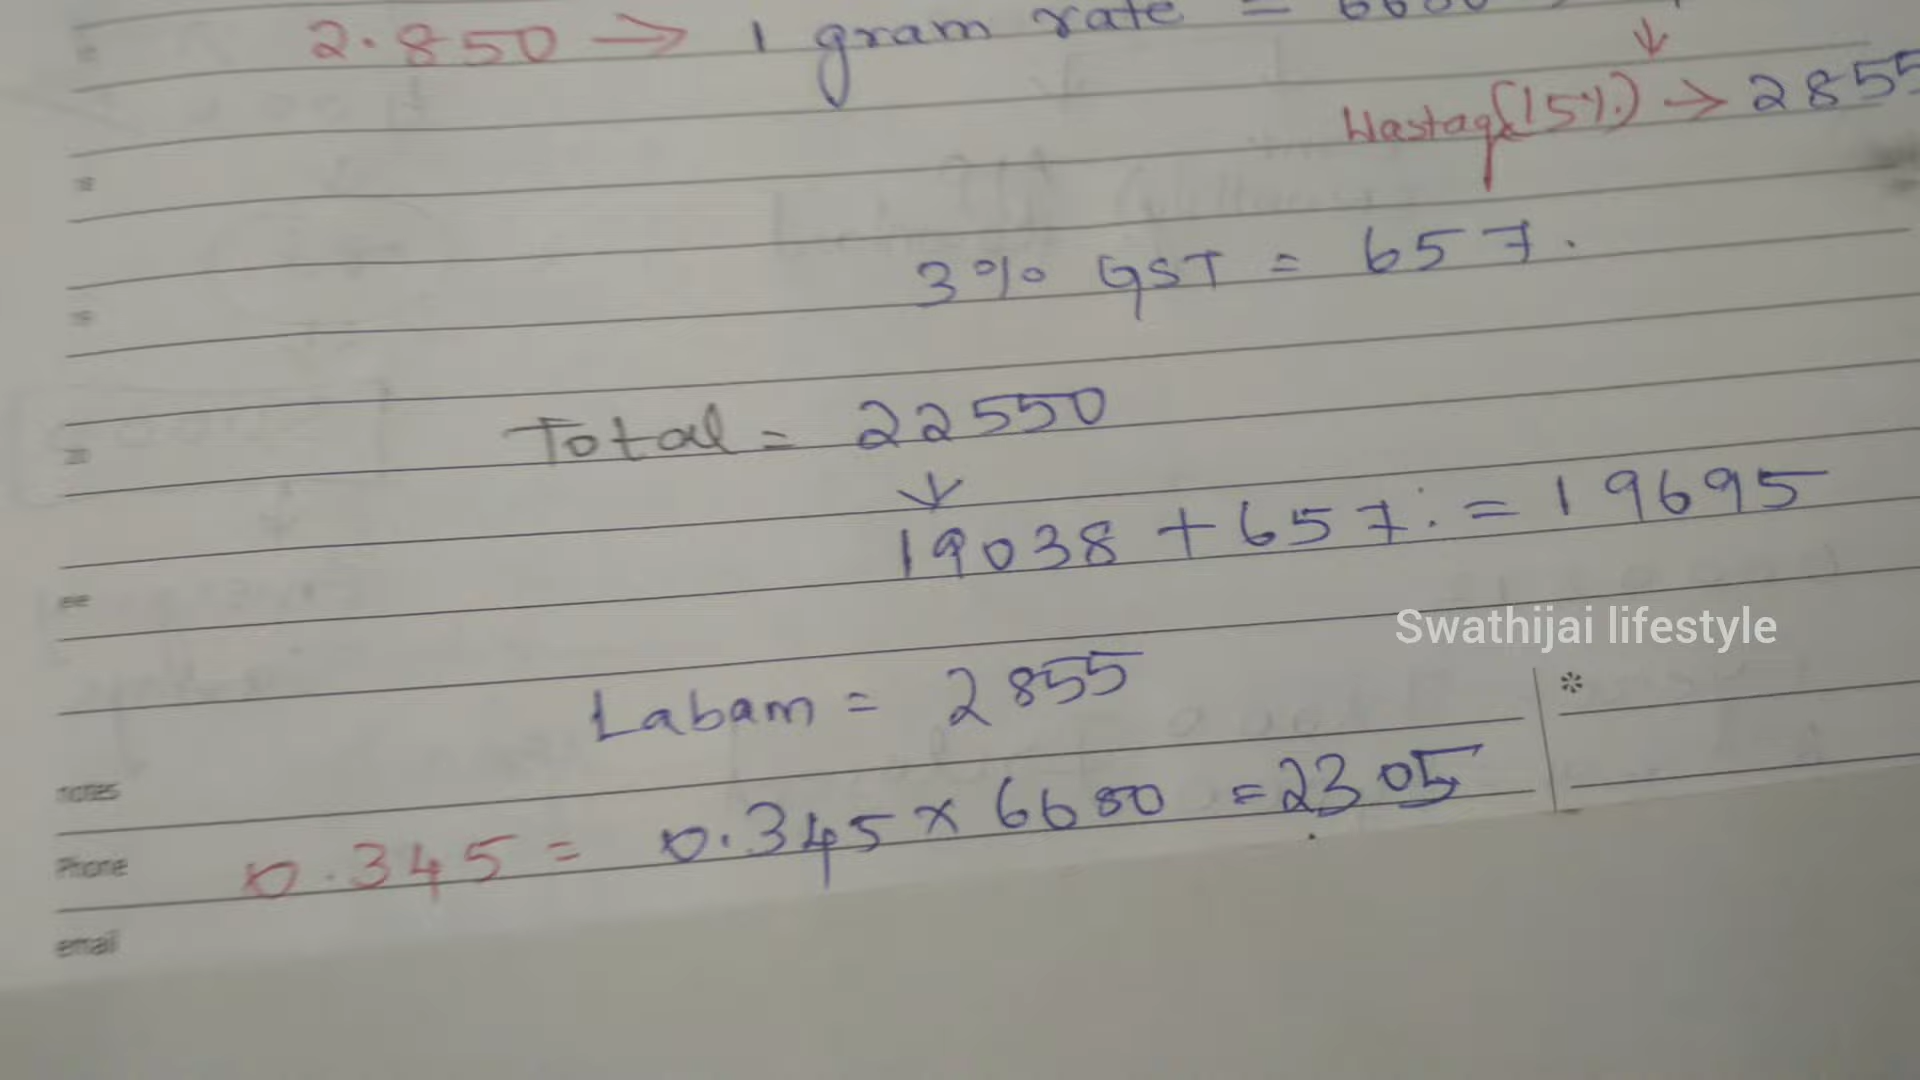 2.850 → 1 gram rate = 6680
↓
Wastage(15%) → 2855
3% GST = 657.
Total = 22550
↓
19038 + 657. = 19695
Swathijai lifestyle
Labam = 2855
*
notes
0.345 = 0.345 x 6680 = 2305
Phone
email